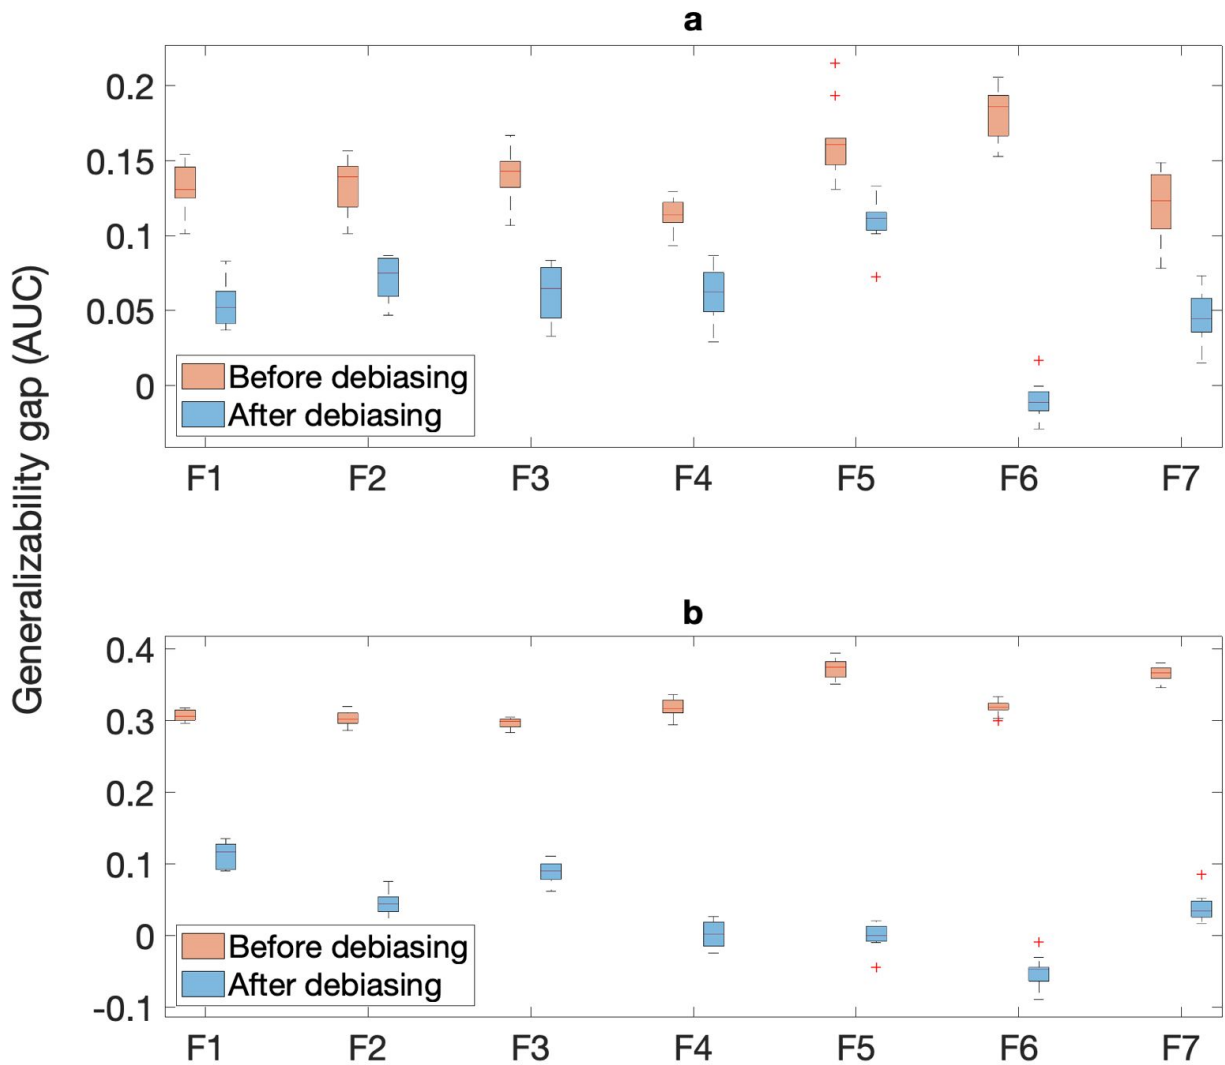 a
Generalizability gap (AUC)
0.2
0.15
0.1
0.05
0
Before debiasing
After debiasing
F1 F2 F3 F4 F5 F6 F7
b
0.4
0.3
0.2
0.1
0
-0.1
Before debiasing
After debiasing
F1 F2 F3 F4 F5 F6 F7